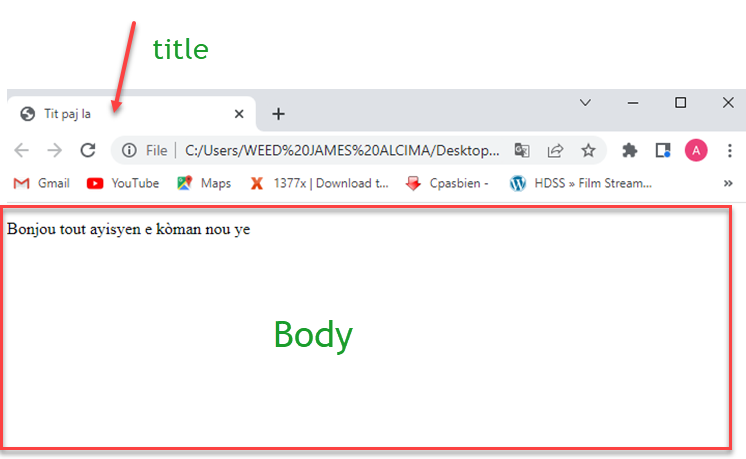 title
Tit paj la
File C:/Users/WEED%20JAMES%20ALCIMA/Desktop... A
Gmail YouTube Maps 1377x | Download t... Cpasbien - HDSS » Film Stream... »
Bonjou tout ayisyen e kòman nou ye
Body